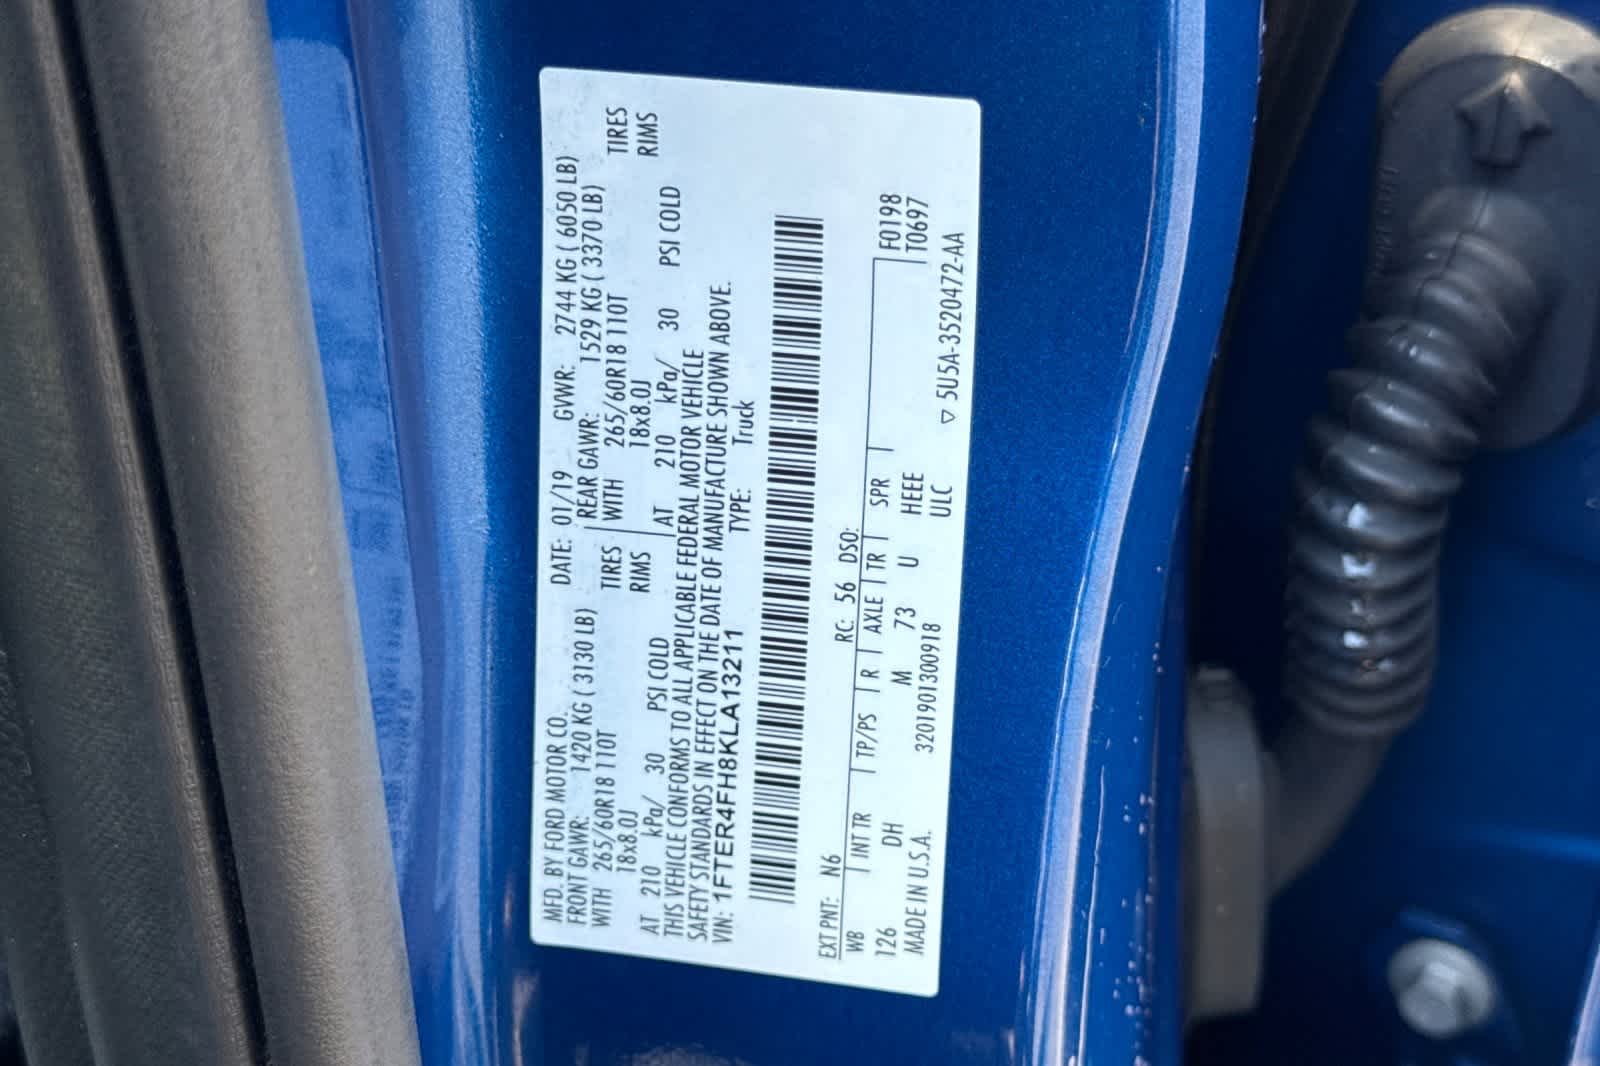 MFD. BY FORD MOTOR CO. DATE: 01/19 GVWR: 2744 KG ( 6050 LB)
FRONT GAWR: 1420 KG ( 3130 LB) REAR GAWR: 1529 KG ( 3370 LB)
WITH 265/60R18 110T TIRES WITH 265/60R18 110T TIRES
18x8.0J RIMS 18x8.0J RIMS
AT 210 kPa/ 30 PSI COLD AT 210 kPa/ 30 PSI COLD
THIS VEHICLE CONFORMS TO ALL APPLICABLE FEDERAL MOTOR VEHICLE
SAFETY STANDARDS IN EFFECT ON THE DATE OF MANUFACTURE SHOWN ABOVE.
VIN: 1FTER4FH8KLA13211 TYPE: Truck
EXT PNT: N6 RC: 56 DSO:
WB INT TR TP/PS R AXLE TR SPR F0198
126 DH M 73 U HEEE T0697
MADE IN U.S.A. 320190130​0918 ULC
▽ 5U5A-3520472-AA